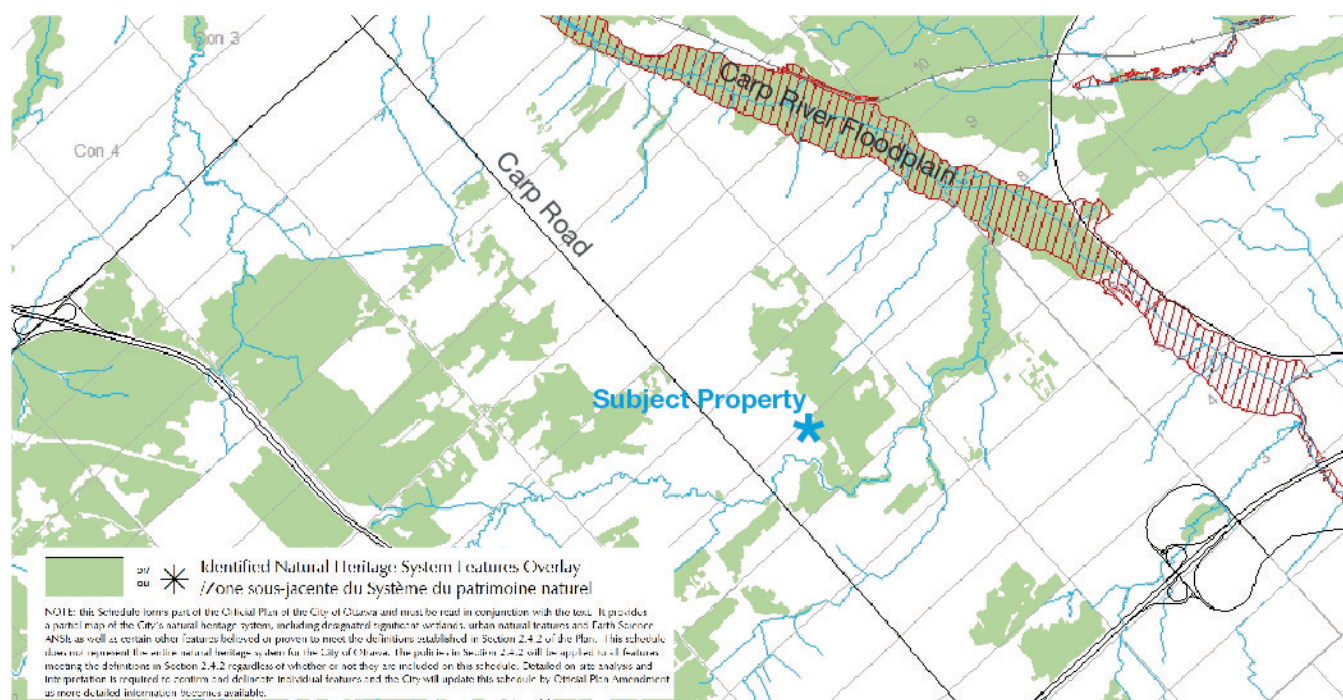 Con 3
Con 4
Carp River Floodplain
10
9
8
Carp Road
Subject Property
4
3
or/
ou
Identified Natural Heritage System Features Overlay
/Zone sous-jacente du Système du patrimoine naturel
NOTE: this Schedule forms part of the Official Plan of the City of Ottawa and must be read in conjunction with the text. It provides
a partial map of the City's natural heritage system, including designated significant wetlands, urban natural features and Earth Science
ANSIs as well as certain other features believed or proven to meet the definitions established in Section 2.4.2 of the Plan. This schedule
does not represent the entire natural heritage system for the City of Ottawa. The policies in Section 2.4.2 will be applied to all features
meeting the definitions in Section 2.4.2 regardless of whether or not they are included on this schedule. Detailed on site analysis and
interpretation is required to confirm and delineate individual features and the City will update this schedule by Official Plan Amendment
as more detailed information becomes available.